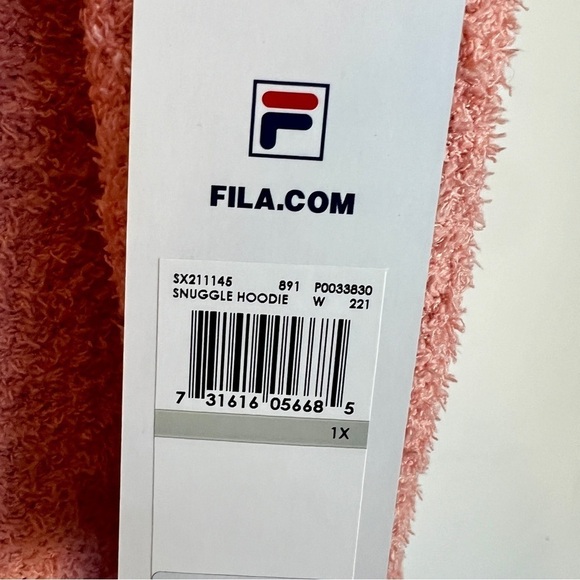 FILA.COM
SX211145 891 P0033830
SNUGGLE HOODIE W 221
7 31616 05668 5
1X